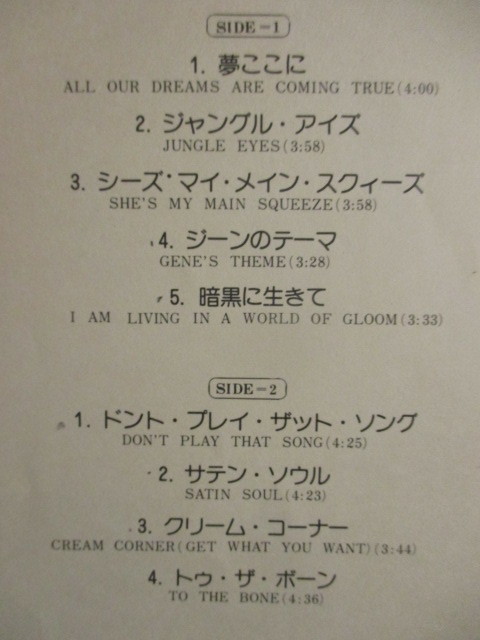 SIDE-1
1. 夢ここに
ALL OUR DREAMS ARE COMING TRUE(4:00)
2. ジャングル・アイズ
JUNGLE EYES(3:58)
3. シーズ・マイ・メイン・スクィーズ
SHE'S MY MAIN SQUEEZE(3:58)
4. ジーンのテーマ
GENE'S THEME(3:28)
5. 暗黒に生きて
I AM LIVING IN A WORLD OF GLOOM(3:33)
SIDE-2
1. ドント・プレイ・ザット・ソング
DON'T PLAY THAT SONG(4:25)
2. サテン・ソウル
SATIN SOUL(4:23)
3. クリーム・コーナー
CREAM CORNER(GET WHAT YOU WANT)(3:44)
4. トゥ・ザ・ボーン
TO THE BONE(4:36)